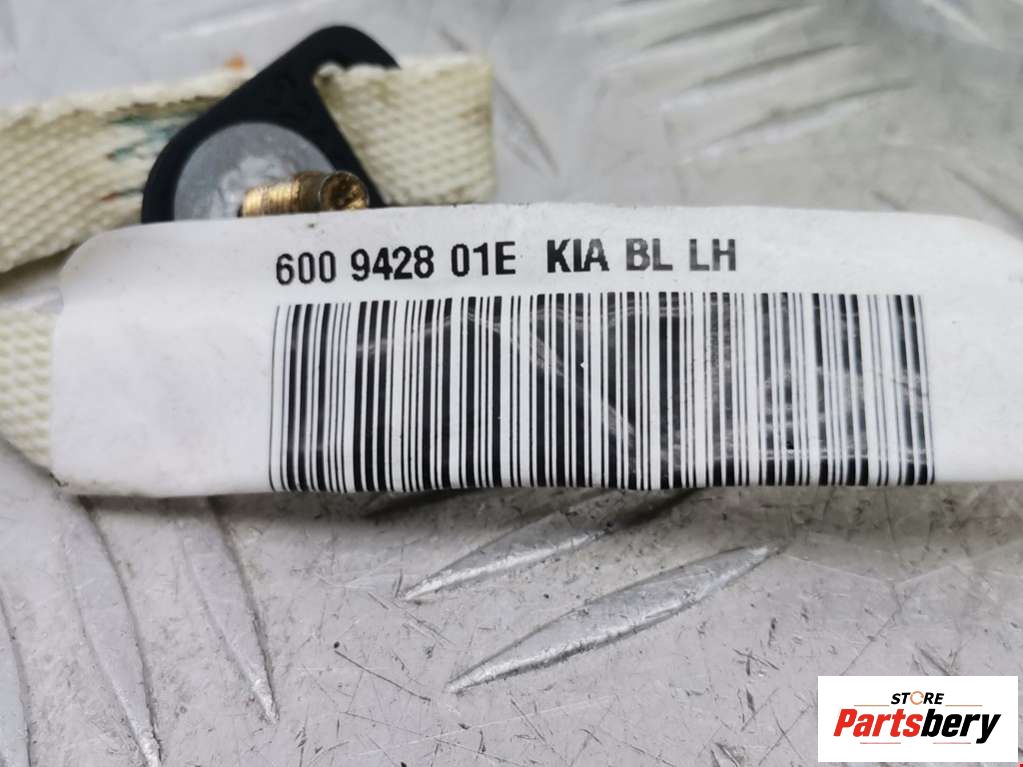 600 9428 01E KIA BL LH
STORE
Partsbery